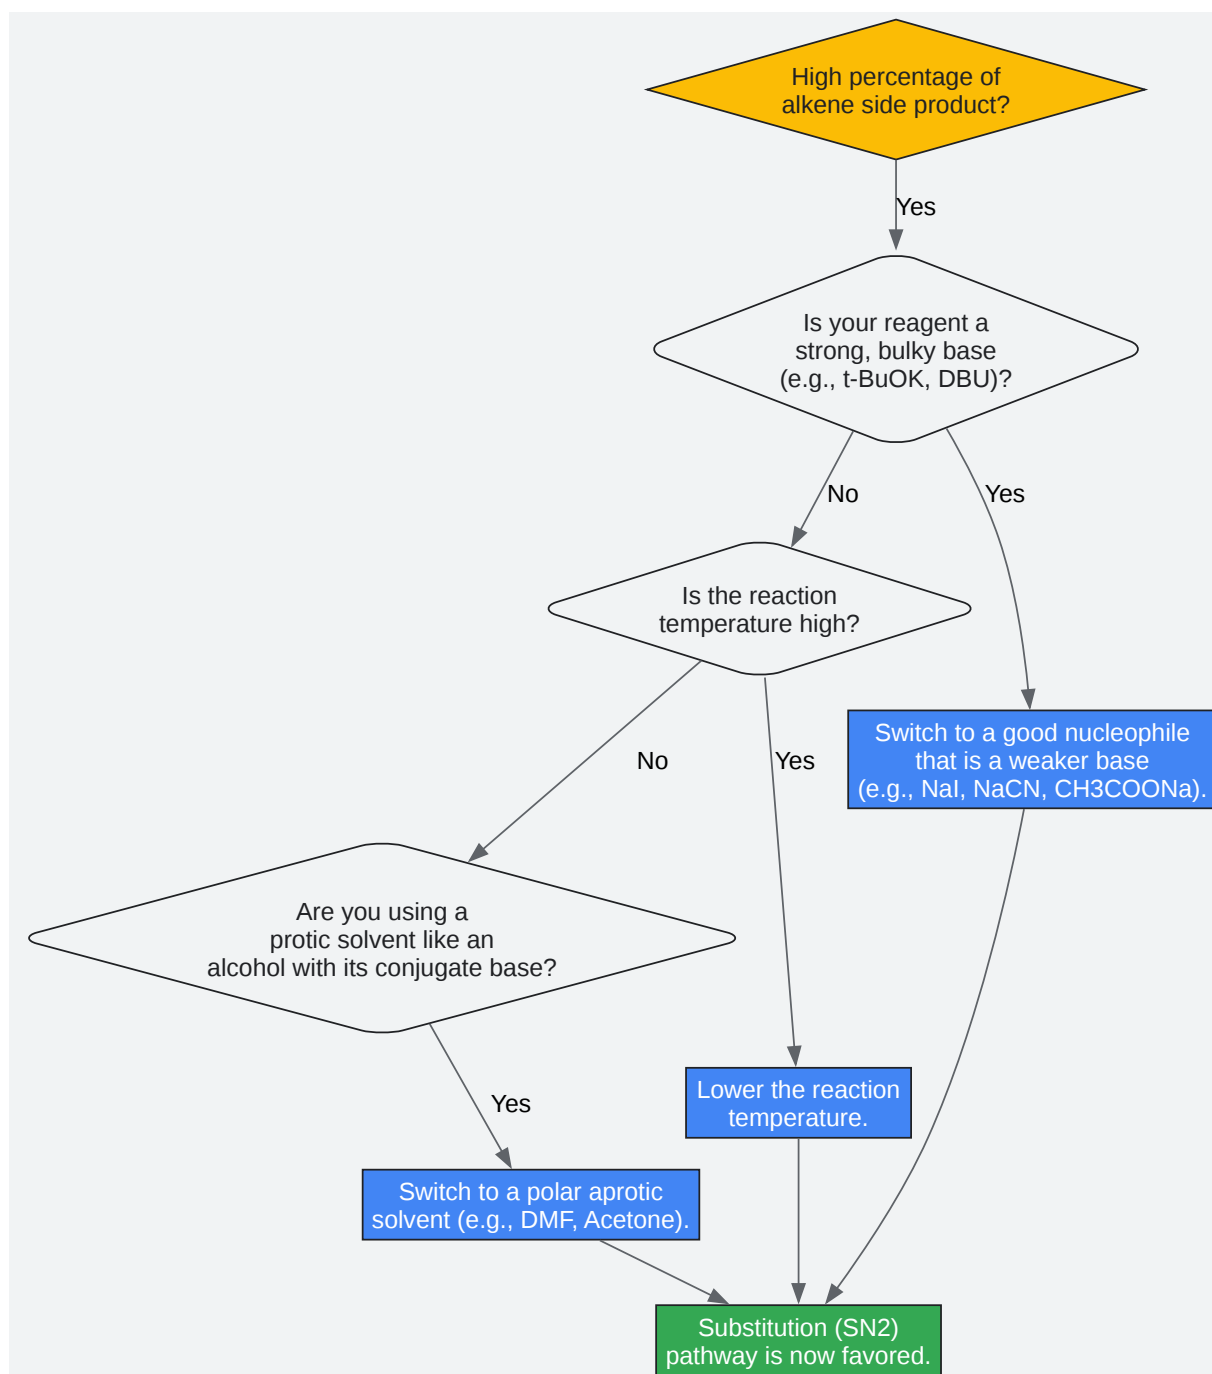 High percentage of
alkene side product?
Yes
Is your reagent a
strong, bulky base
(e.g., t-BuOK, DBU)?
No
Yes
Is the reaction
temperature high?
Switch to a good nucleophile
that is a weaker base
(e.g., NaI, NaCN, CH3COONa).
No
Yes
Are you using a
protic solvent like an
alcohol with its conjugate base?
Lower the reaction
temperature.
Yes
Switch to a polar aprotic
solvent (e.g., DMF, Acetone).
Substitution (SN2)
pathway is now favored.